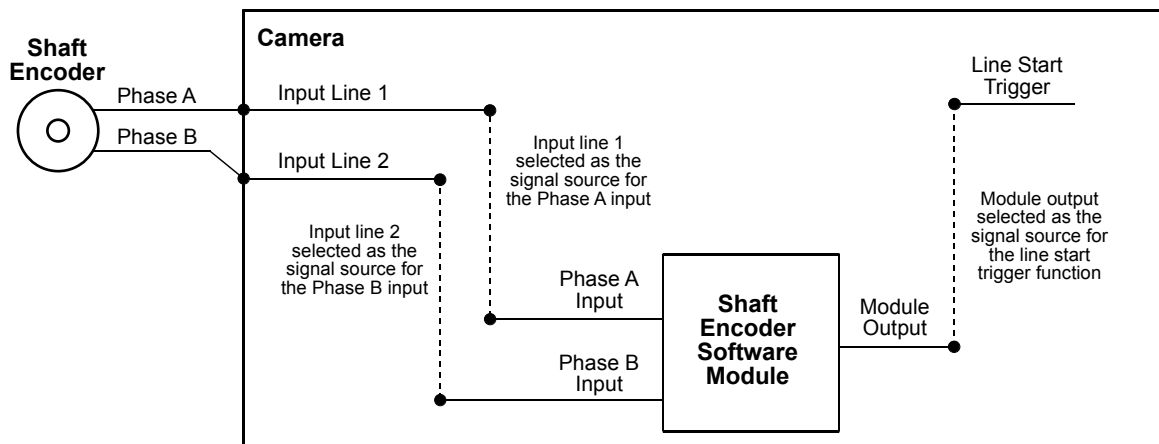 Camera
Shaft
Encoder
Phase A
Phase B
Input Line 1
Input Line 2
Input line 1
selected as the
signal source for
the Phase A input
Input line 2
selected as the
signal source for
the Phase B input
Phase A
Input
Phase B
Input
Shaft
Encoder
Software
Module
Module
Output
Line Start
Trigger
Module output
selected as the
signal source for
the line start
trigger function